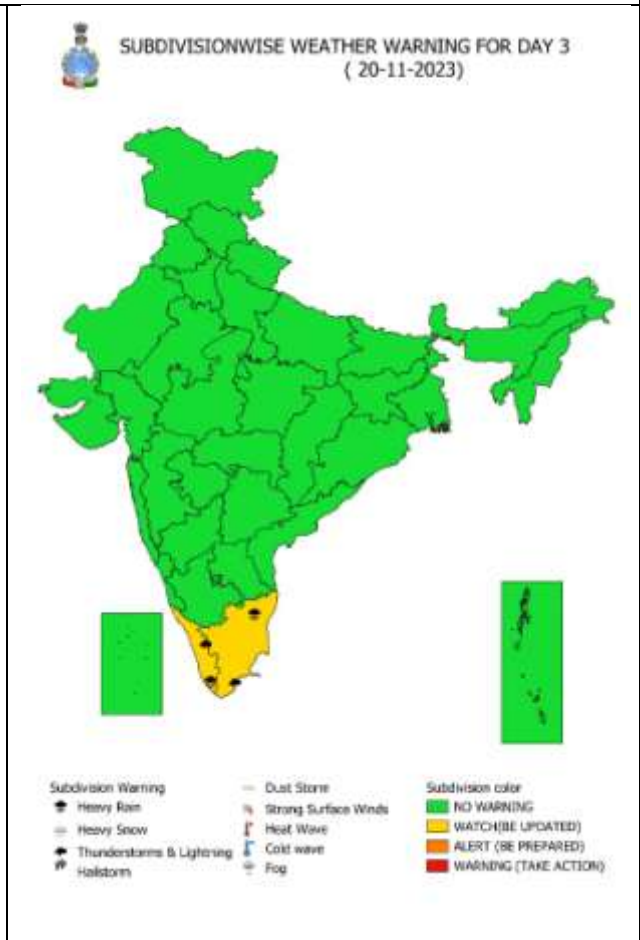 SUBDIVISIONWISE WEATHER WARNING FOR DAY 3
( 20-11-2023)
Subdivision Warning
Heavy Rain
Heavy Snow
Thunderstorms & Lightning
Hailstorm
Dust Storm
Strong Surface Winds
Heat Wave
Cold wave
Fog
Subdivision color
NO WARNING
WATCH(BE UPDATED)
ALERT (BE PREPARED)
WARNING (TAKE ACTION)